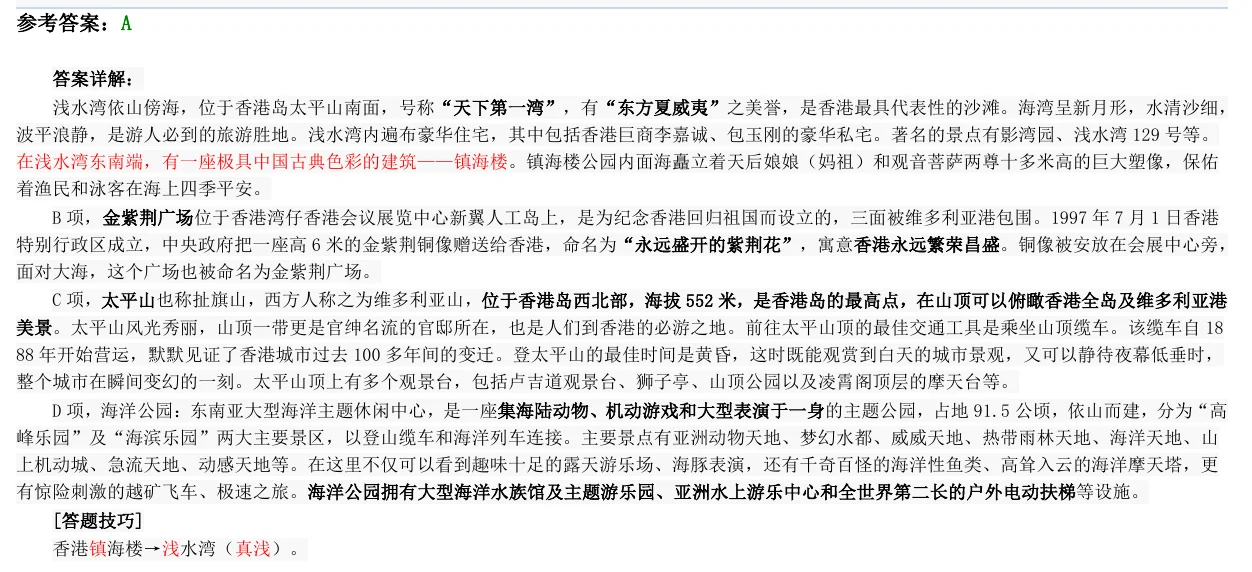 参考答案：A
答案详解：
浅水湾依山傍海，位于香港岛太平山南面，号称“天下第一湾”，有“东方夏威夷”之美誉，是香港最具代表性的沙滩。海湾呈新月形，水清沙细，
波平浪静，是游人必到的旅游胜地。浅水湾内遍布豪华住宅，其中包括香港巨商李嘉诚、包玉刚的豪华私宅。著名的景点有影湾园、浅水湾 129 号等。
在浅水湾东南端，有一座极具中国古典色彩的建筑——镇海楼。镇海楼公园内面海矗立着天后娘娘（妈祖）和观音菩萨两尊十多米高的巨大塑像，保佑
着渔民和泳客在海上四季平安。
B 项，金紫荆广场位于香港湾仔香港会议展览中心新翼人工岛上，是为纪念香港回归祖国而设立的，三面被维多利亚港包围。1997 年 7 月 1 日香港
特别行政区成立，中央政府把一座高 6 米的金紫荆铜像赠送给香港，命名为“永远盛开的紫荆花”，寓意香港永远繁荣昌盛。铜像被安放在会展中心旁，
面对大海，这个广场也被命名为金紫荆广场。
C 项，太平山也称扯旗山，西方人称之为维多利亚山，位于香港岛西北部，海拔 552 米，是香港岛的最高点，在山顶可以俯瞰香港全岛及维多利亚港
美景。太平山风光秀丽，山顶一带更是官绅名流的官邸所在，也是人们到香港的必游之地。前往太平山顶的最佳交通工具是乘坐山顶缆车。该缆车自 18
88 年开始营运，默默见证了香港城市过去 100 多年间的变迁。登太平山的最佳时间是黄昏，这时既能观赏到白天的城市景观，又可以静待夜幕低垂时，
整个城市在瞬间变幻的一刻。太平山顶上有多个观景台，包括卢吉道观景台、狮子亭、山顶公园以及凌霄阁顶层的摩天台等。
D 项，海洋公园：东南亚大型海洋主题休闲中心，是一座集海陆动物、机动游戏和大型表演于一身的主题公园，占地 91.5 公顷，依山而建，分为“高
峰乐园”及“海滨乐园”两大主要景区，以登山缆车和海洋列车连接。主要景点有亚洲动物天地、梦幻水都、威威天地、热带雨林天地、海洋天地、山
上机动城、急流天地、动感天地等。在这里不仅可以看到趣味十足的露天游乐场、海豚表演，还有千奇百怪的海洋性鱼类、高耸入云的海洋摩天塔，更
有惊险刺激的越矿飞车、极速之旅。海洋公园拥有大型海洋水族馆及主题游乐园、亚洲水上游乐中心和全世界第二长的户外电动扶梯等设施。
[答题技巧]
香港镇海楼→浅水湾（真浅）。